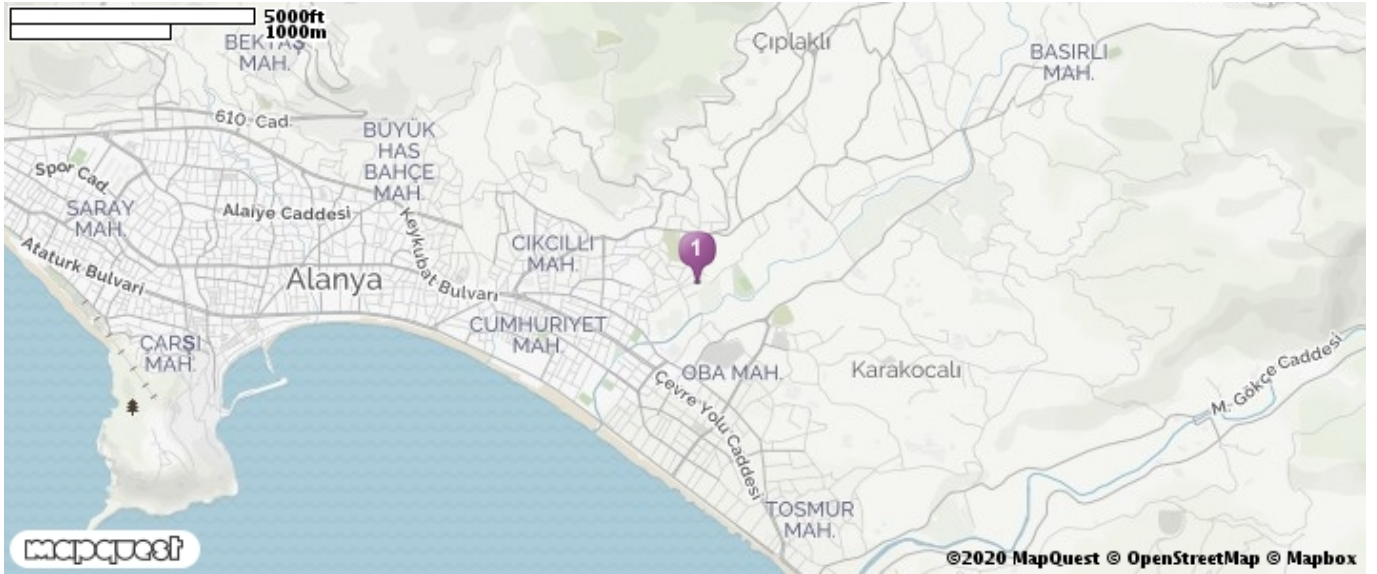 5000ft
1000m
BEKTAŞ
MAH.
Çıplaklı
BASIRLI
MAH.
610. Cad.
BÜYÜK
HAS
BAHÇE
MAH.
Spor Cad.
SARAY
MAH.
Alaiye Caddesi
Keykubat Bulvarı
CIKCILLI
MAH.
1
Ataturk Bulvari
Alanya
CUMHURIYET
MAH.
ÇARŞI
MAH.
OBA MAH.
Karakocalı
Çevre Yolu Caddesi
M. Gökçe Caddesi
TOSMUR
MAH.
mapquest
©2020 MapQuest © OpenStreetMap © Mapbox